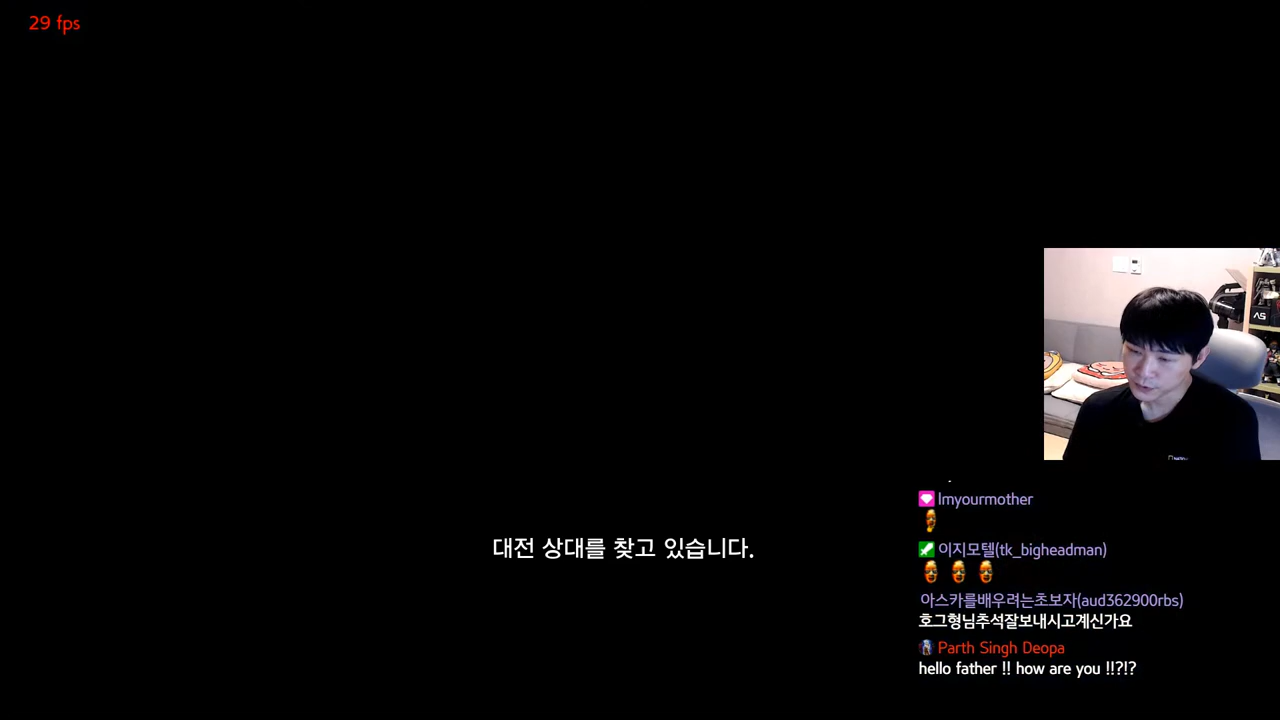 29 fps
대전 상대를 찾고 있습니다.
AS
lmyourmother
이지모텔(tk_bigheadman)
아스카를배우려는초보자(aud362900rbs)
호그형님추석잘보내시고계신가요
Parth Singh Deopa
hello father !! how are you !!?!?